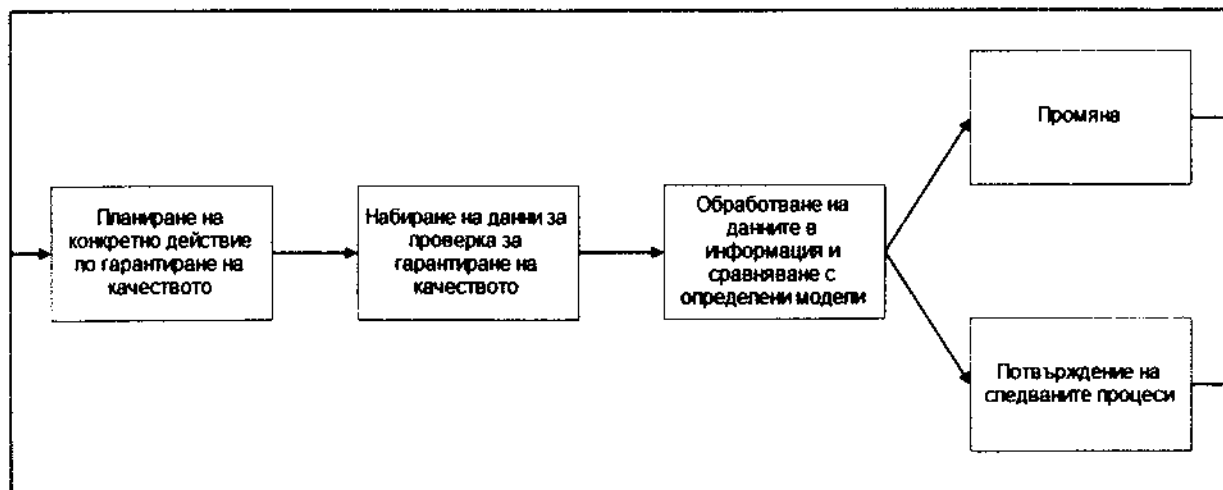 Планиране на
конкретно действие
по гарантиране на
качеството
Набиране на данни за
проверка за
гарантиране на
качеството
Обработване на
данните в
информация и
сравняване с
определени модели
Промяна
Потвърждение на
следваните процеси